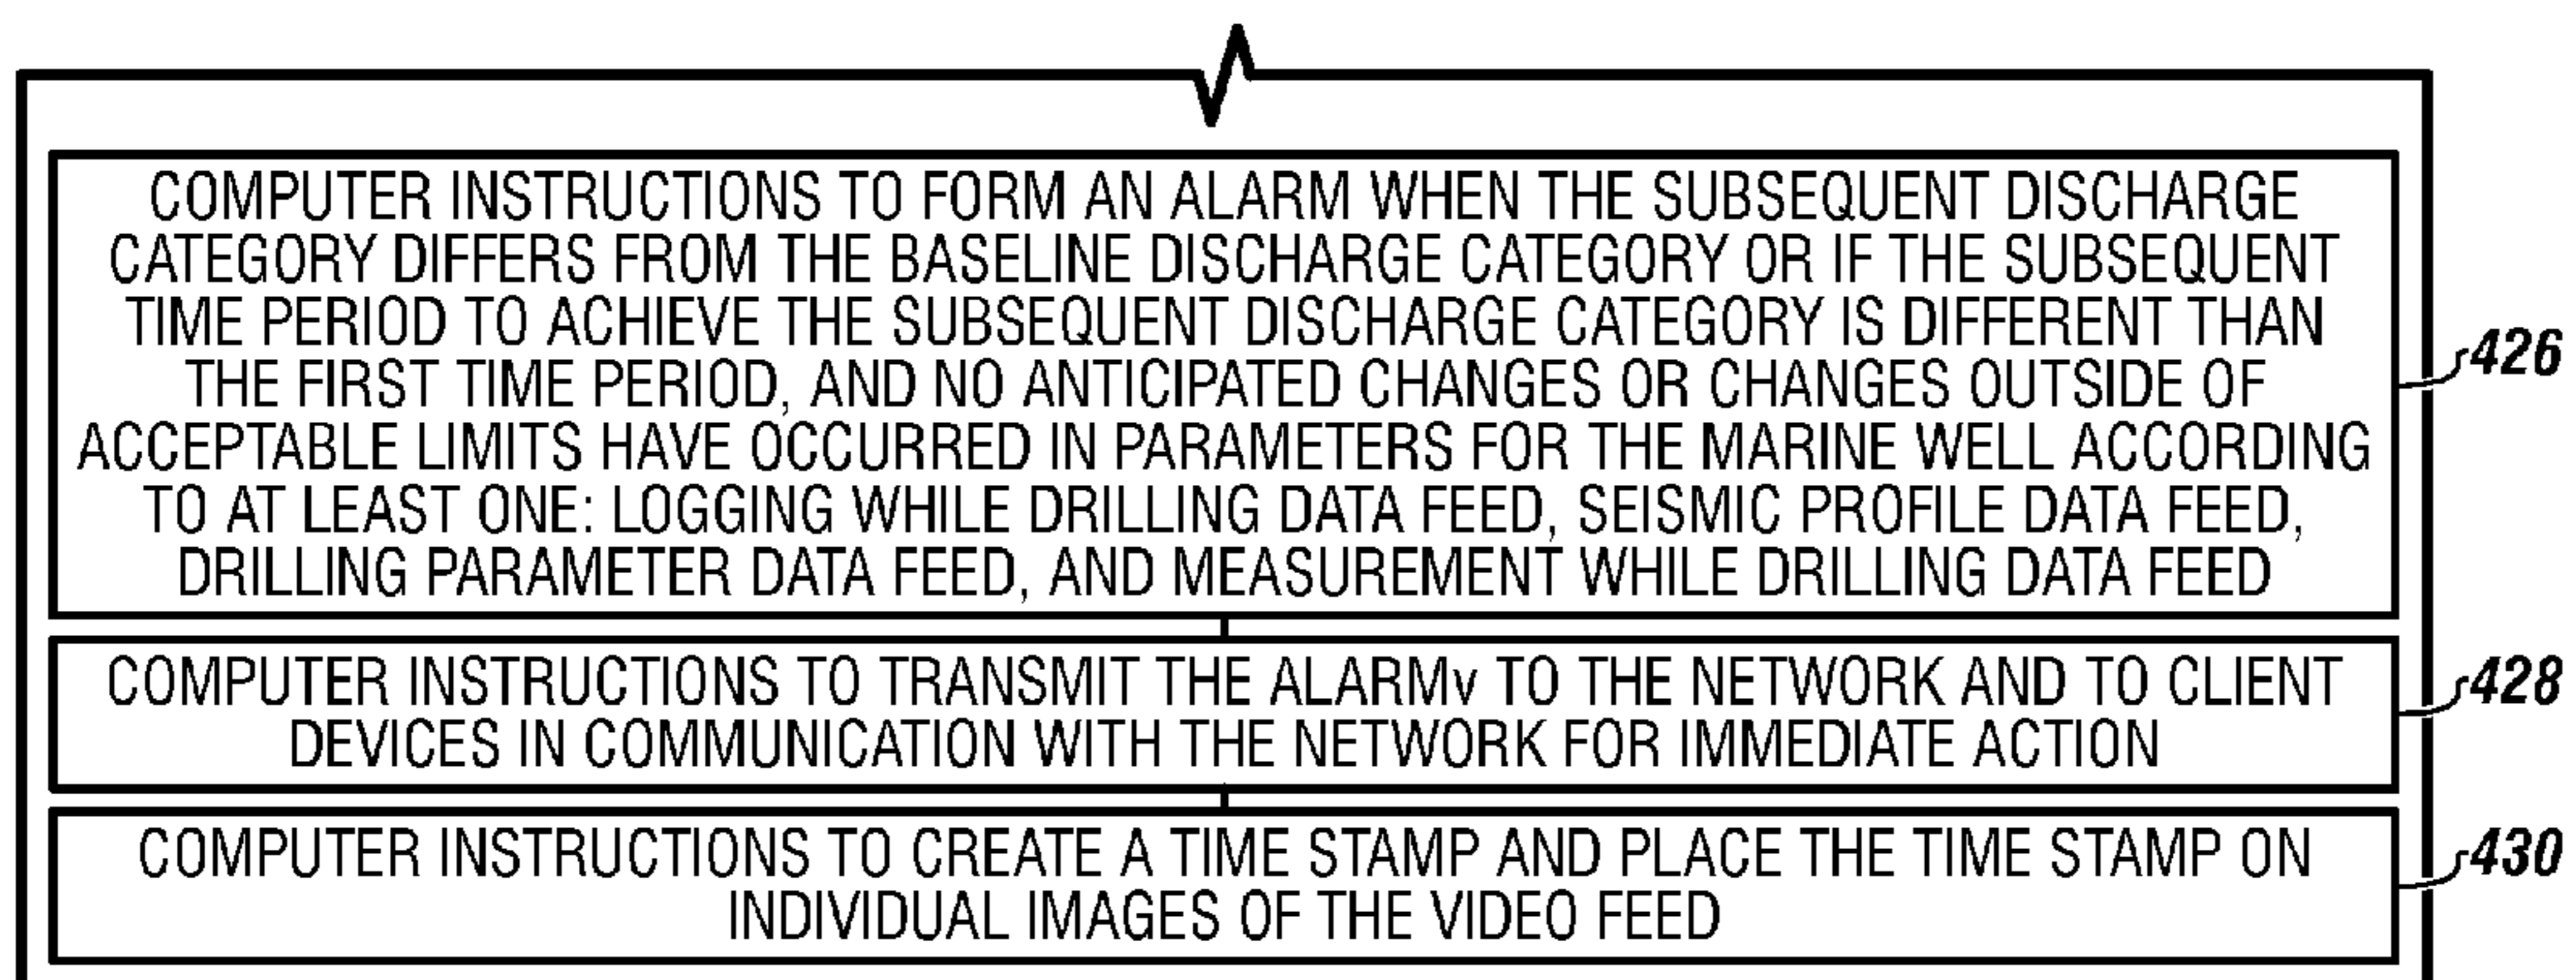 COMPUTER INSTRUCTIONS TO FORM AN ALARM WHEN THE SUBSEQUENT DISCHARGE
CATEGORY DIFFERS FROM THE BASELINE DISCHARGE CATEGORY OR IF THE SUBSEQUENT
TIME PERIOD TO ACHIEVE THE SUBSEQUENT DISCHARGE CATEGORY IS DIFFERENT THAN
THE FIRST TIME PERIOD, AND NO ANTICIPATED CHANGES OR CHANGES OUTSIDE OF
ACCEPTABLE LIMITS HAVE OCCURRED IN PARAMETERS FOR THE MARINE WELL ACCORDING
TO AT LEAST ONE: LOGGING WHILE DRILLING DATA FEED, SEISMIC PROFILE DATA FEED,
DRILLING PARAMETER DATA FEED, AND MEASUREMENT WHILE DRILLING DATA FEED
426
COMPUTER INSTRUCTIONS TO TRANSMIT THE ALARMv TO THE NETWORK AND TO CLIENT
DEVICES IN COMMUNICATION WITH THE NETWORK FOR IMMEDIATE ACTION
428
COMPUTER INSTRUCTIONS TO CREATE A TIME STAMP AND PLACE THE TIME STAMP ON
INDIVIDUAL IMAGES OF THE VIDEO FEED
430